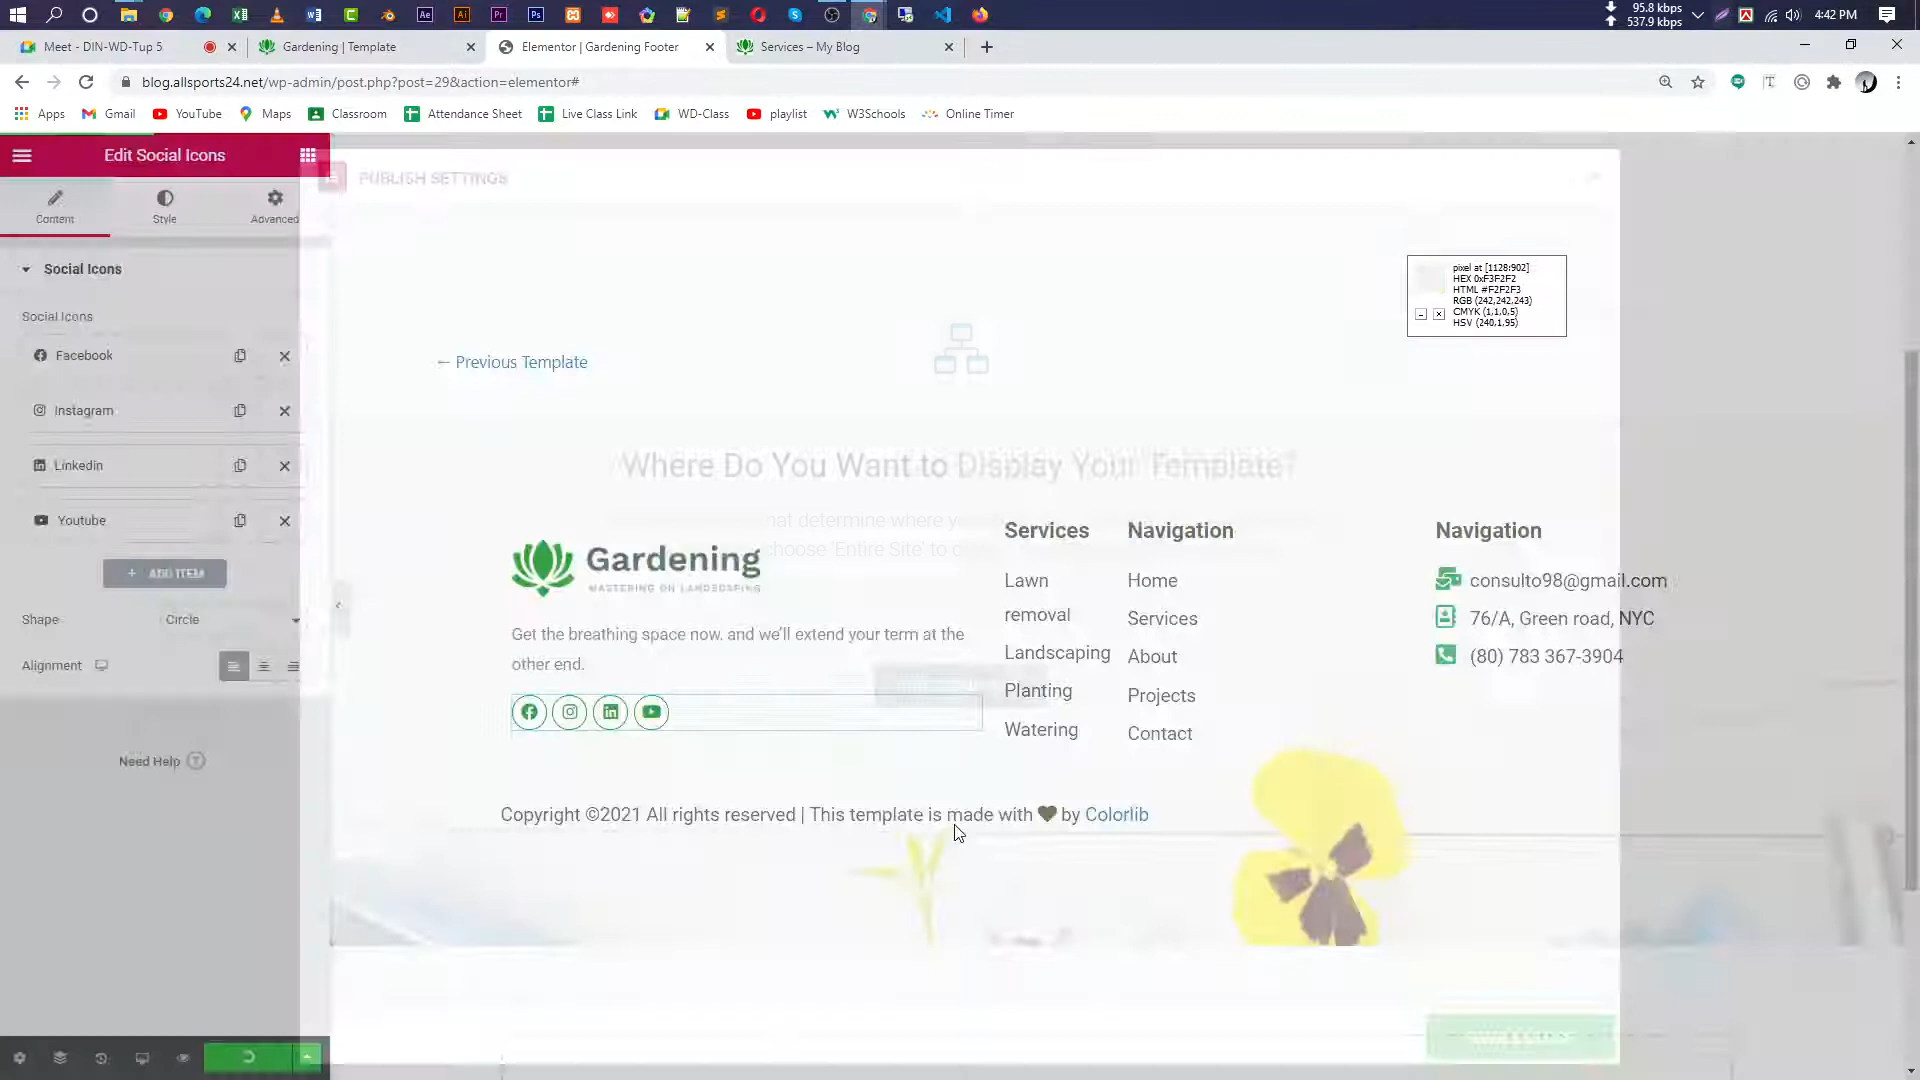 4:42 PM
95.8 kbps
537.9 kbps
Meet - DIN-WD-Tup 5
Gardening | Template
Elementor | Gardening Footer
Services – My Blog
blog.allsports24.net/wp-admin/post.php?post=29&action=elementor#
Apps
Gmail
YouTube
Maps
Classroom
Attendance Sheet
Live Class Link
WD-Class
playlist
W3Schools
Online Timer
Edit Social Icons
Content
Style
Advanced
Social Icons
Social Icons
Facebook
Instagram
Linkedin
Youtube
+ ADD ITEM
Shape
Circle
Alignment
Need Help
PUBLISH SETTINGS
pixel at [1128:902]
HEX 0xF3F2F2
HTML #F2F2F3
RGB (242,242,243)
CMYK (1,1,0,5)
HSV (240,1,95)
← Previous Template
Where Do You Want to Display Your Template?
hat determine where y
choose 'Entire Site' to
Gardening
MASTERING ON LANDSDSPING
Get the breathing space now. and we'll extend your term at the
other end.
Services
Lawn
removal
Landscaping
Planting
Watering
Navigation
Home
Services
About
Projects
Contact
Navigation
consulto98@gmail.com
76/A, Green road, NYC
(80) 783 367-3904
Copyright ©2021 All rights reserved | This template is made with ♥ by Colorlib